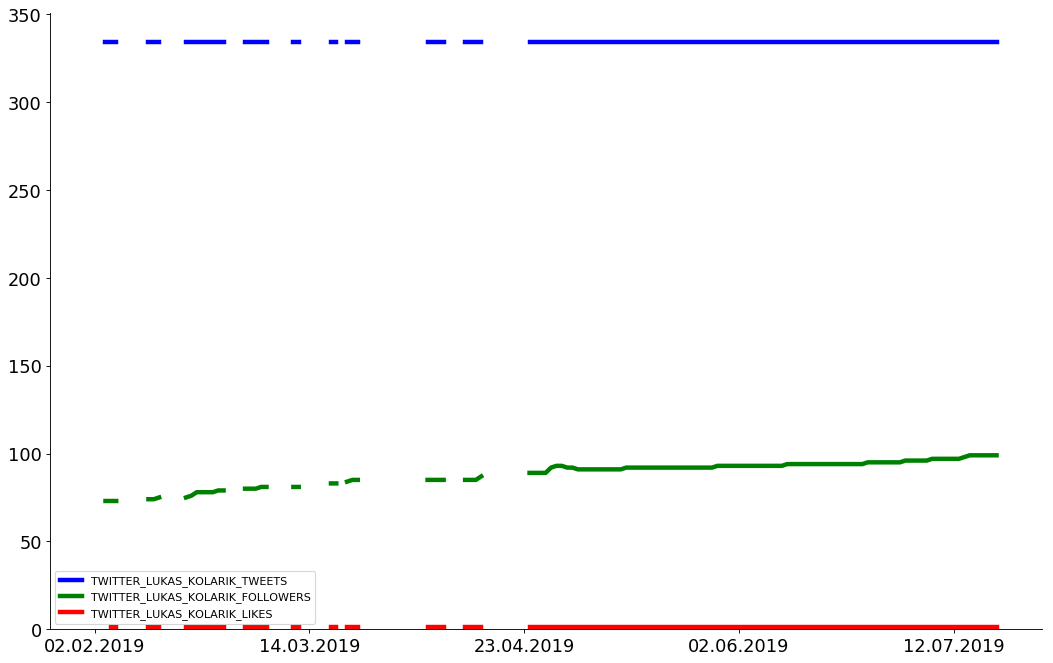 350
300
250
200
150
100
50
0
TWITTER_LUKAS_KOLARIK_TWEETS
TWITTER_LUKAS_KOLARIK_FOLLOWERS
TWITTER_LUKAS_KOLARIK_LIKES
02.02.2019 14.03.2019 23.04.2019 02.06.2019 12.07.2019